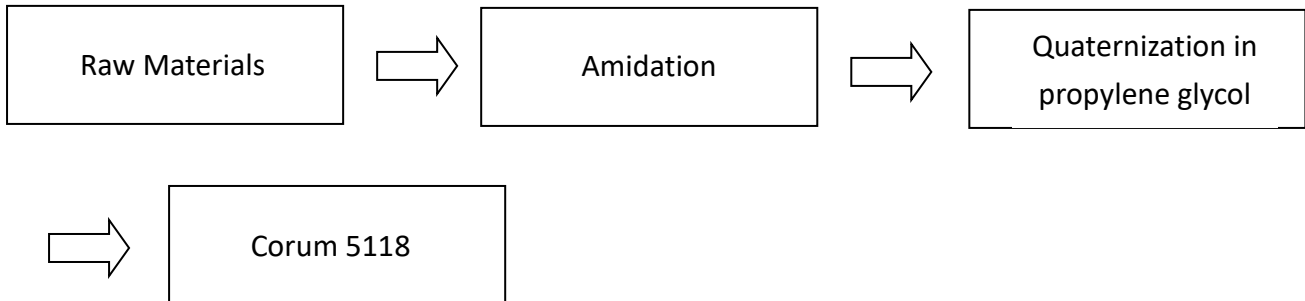 Raw Materials
Amidation
Quaternization in
propylene glycol
Corum 5118